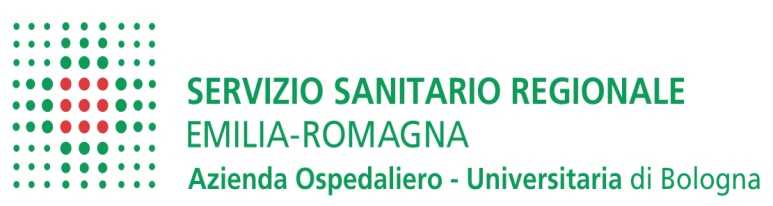 SERVIZIO SANITARIO REGIONALE
EMILIA-ROMAGNA
Azienda Ospedaliero - Universitaria di Bologna